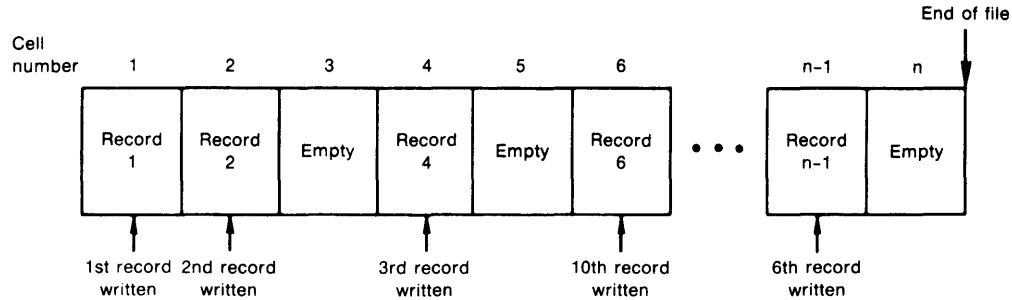 End of file
Cell
number 1 2 3 4 5 6 n-1 n
Record
1
Record
2
Empty
Record
4
Empty
Record
6
• • •
Record
n-1
Empty
1st record
written
2nd record
written
3rd record
written
10th record
written
6th record
written